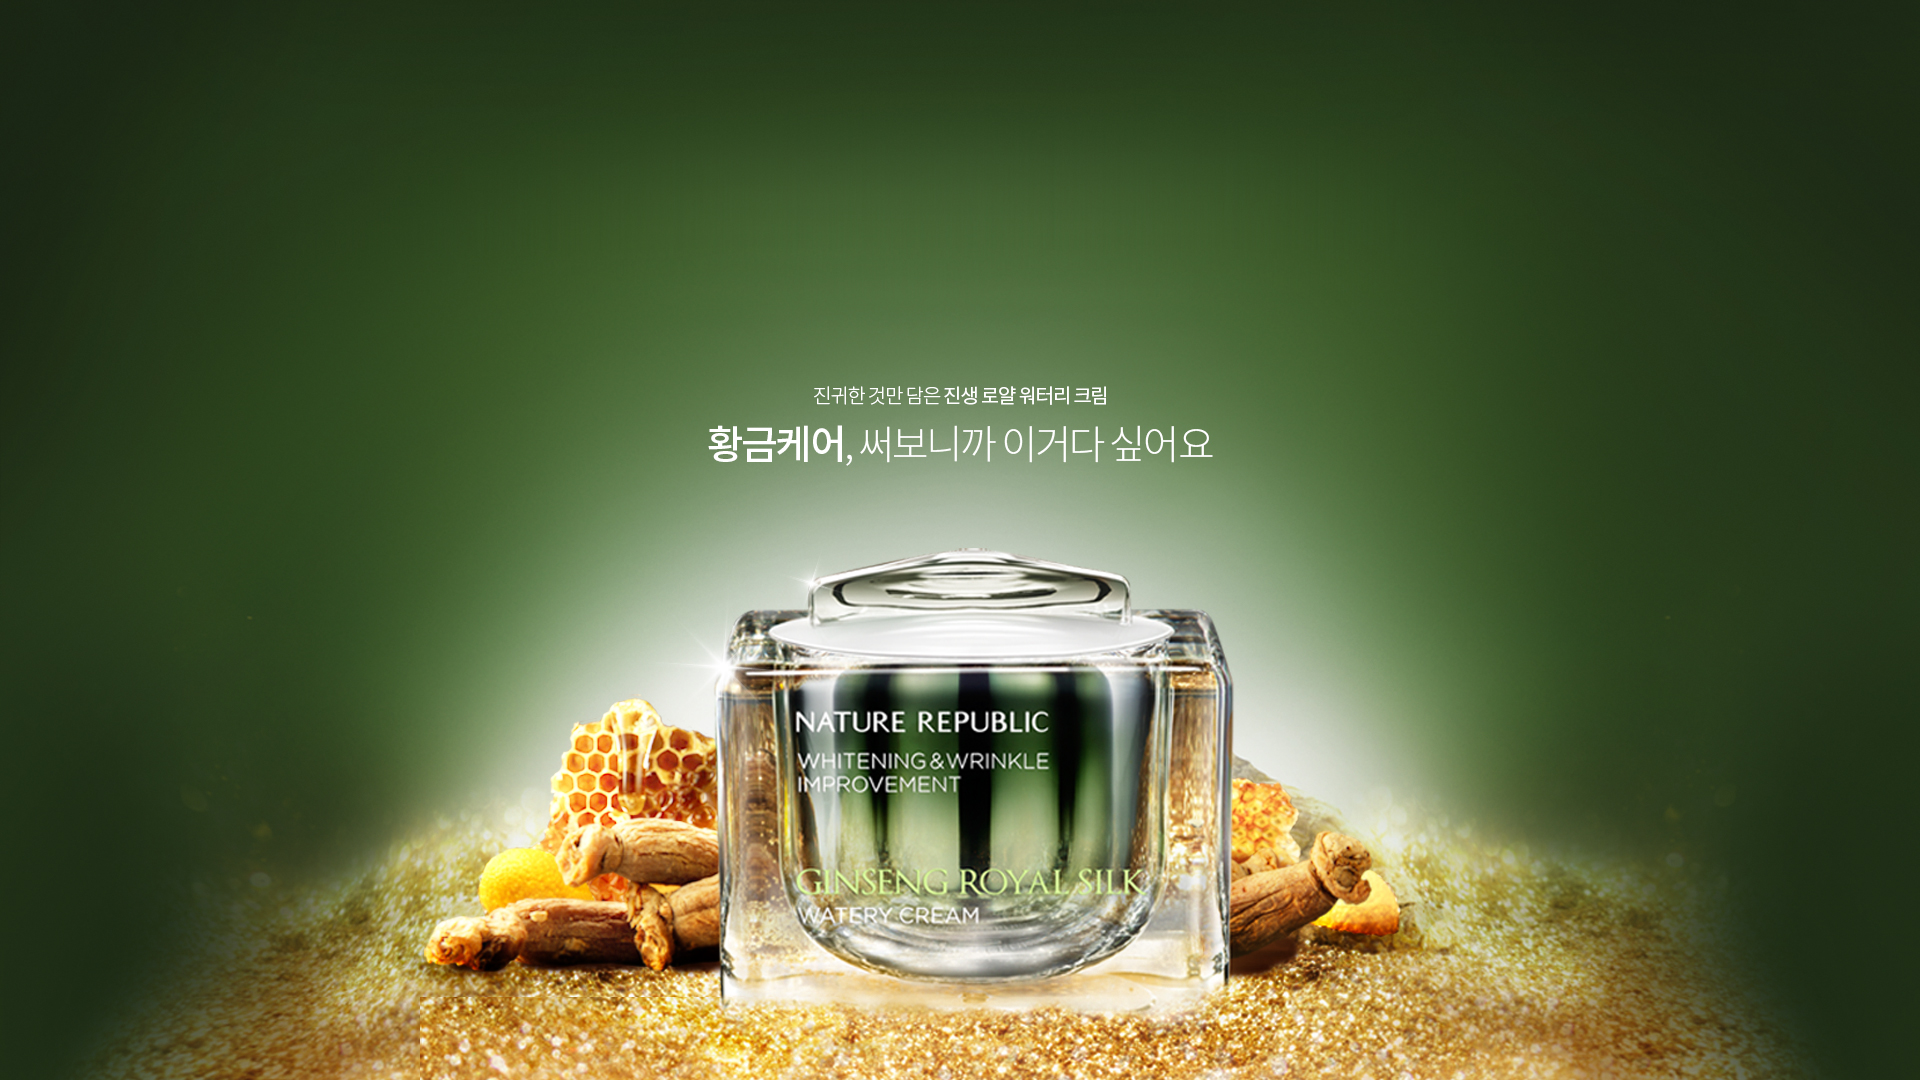 진귀한 것만 담은 진생 로얄 워터리 크림
황금케어, 써보니까 이거다 싶어요
NATURE REPUBLIC
WHITENING & WRINKLE
IMPROVEMENT
GINSENG ROYAL SILK
WATERY CREAM